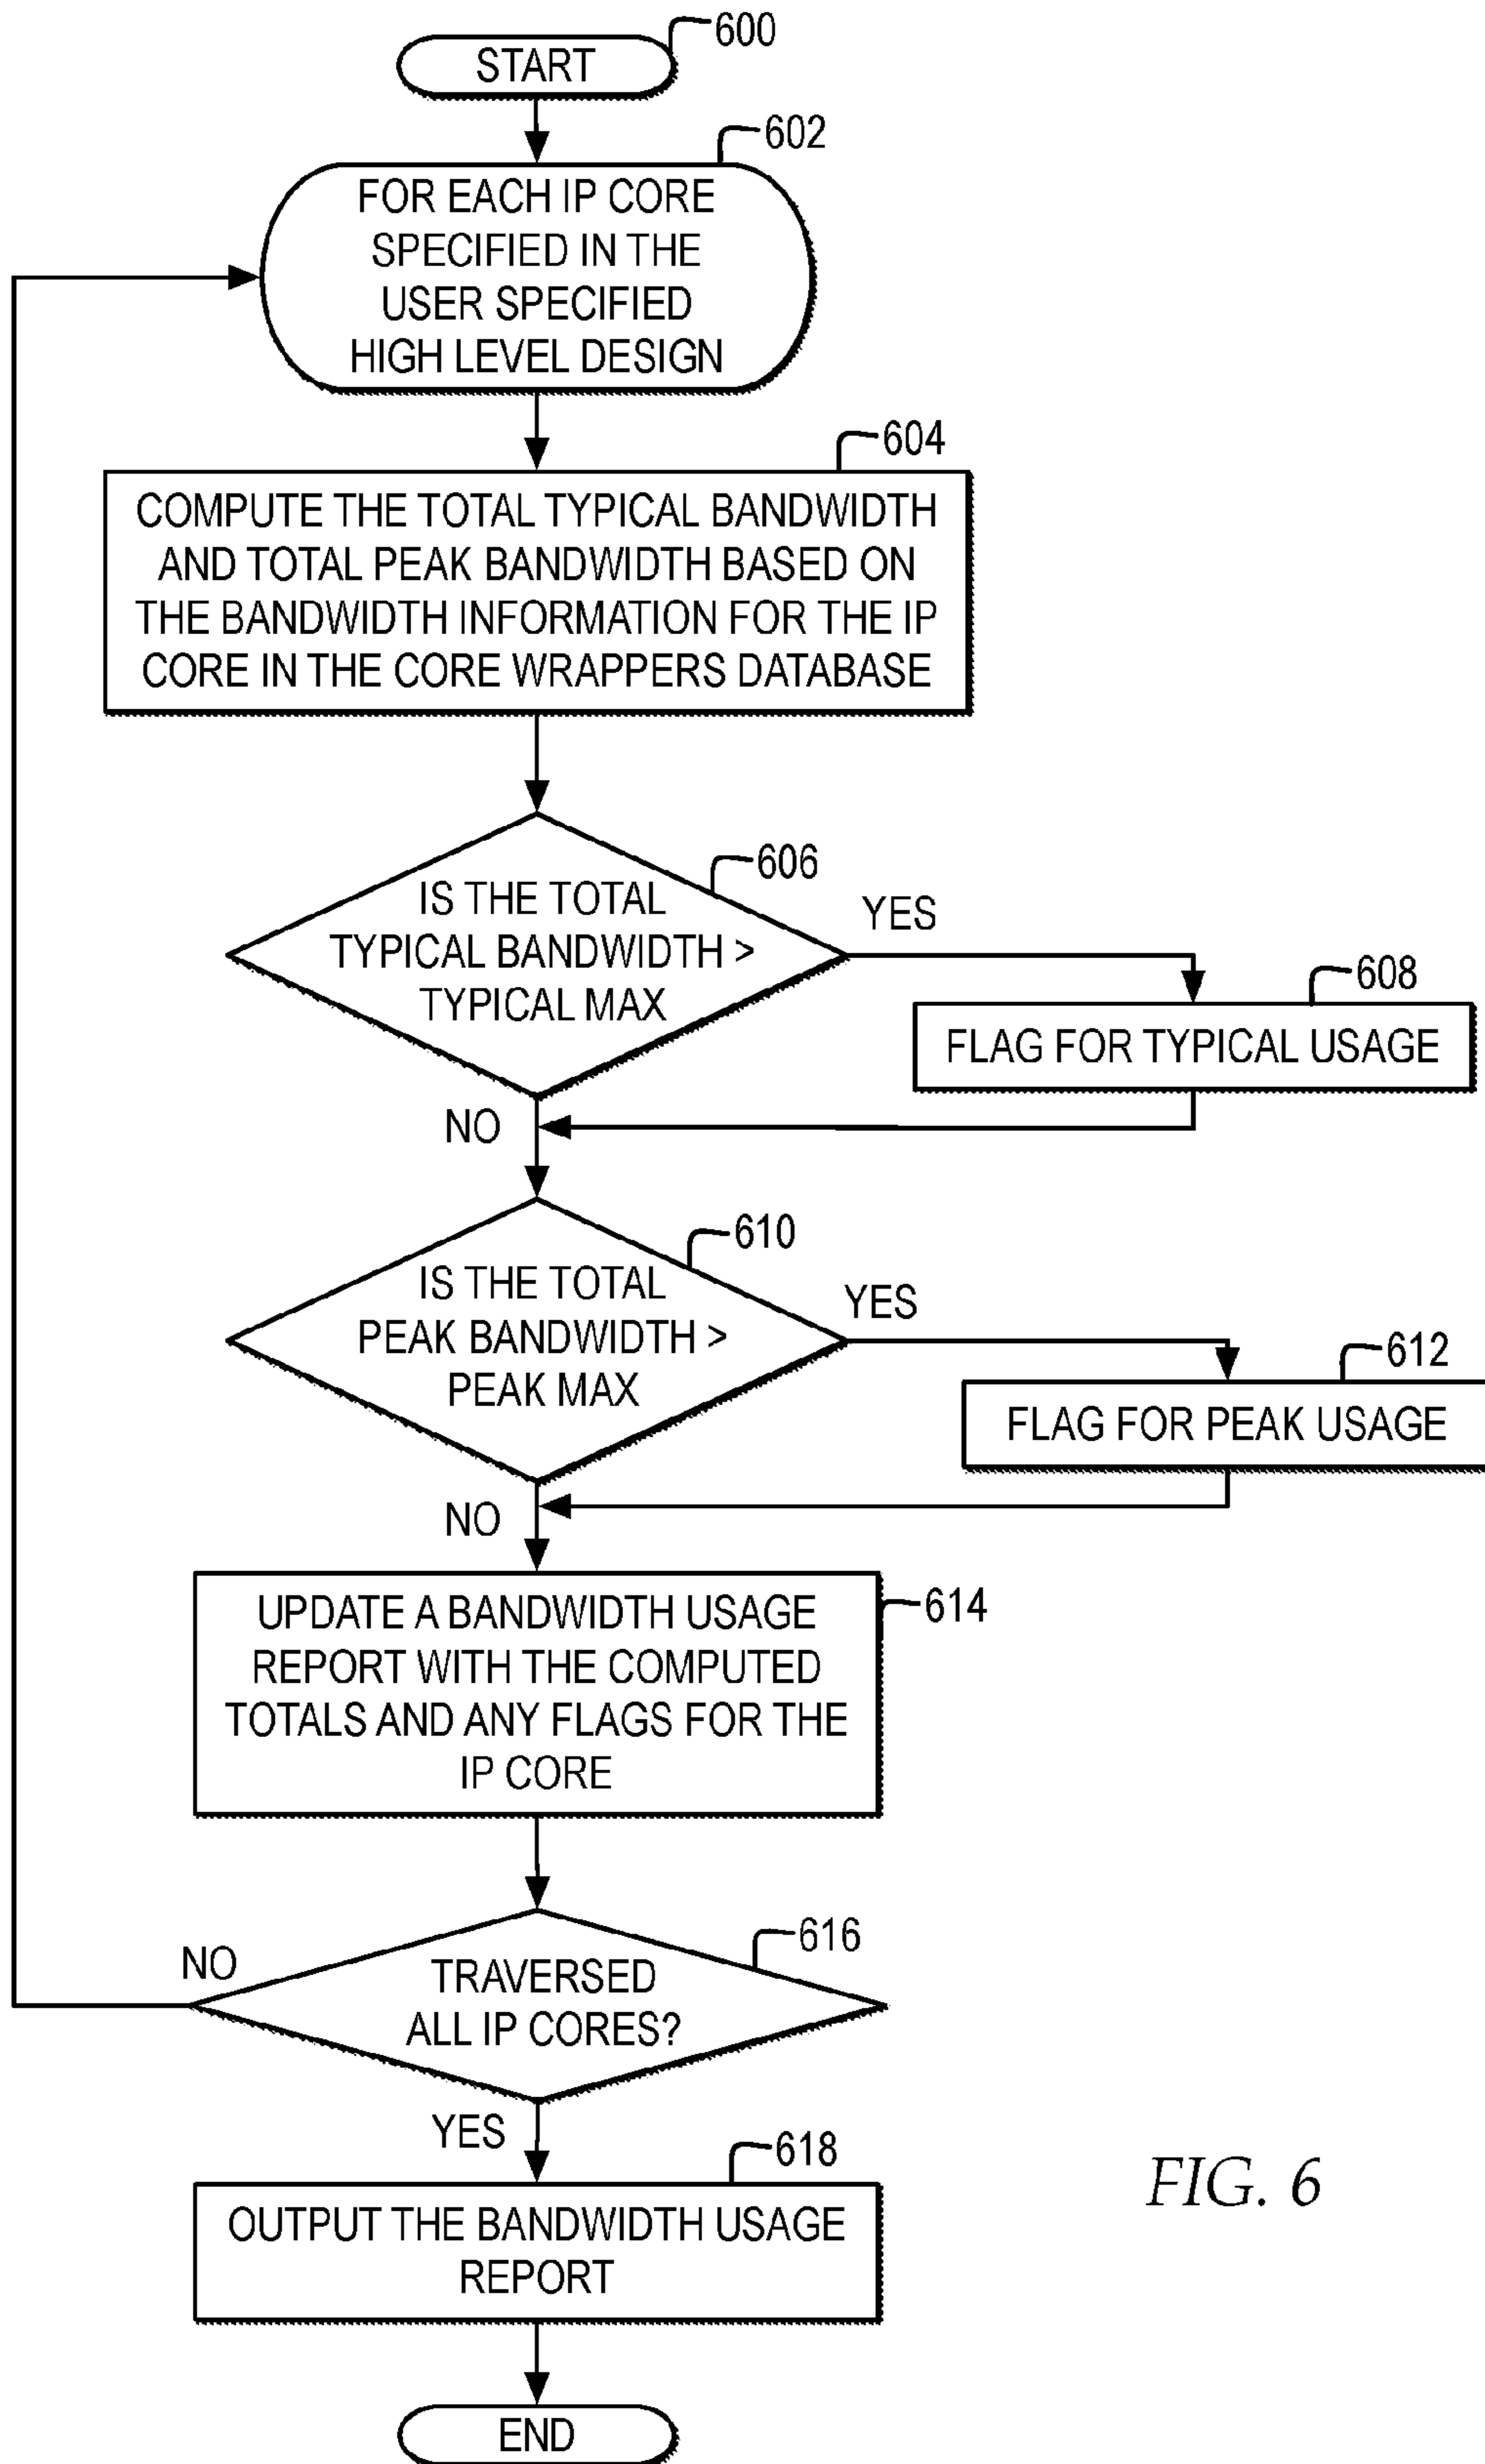 600
START
602
FOR EACH IP CORE
SPECIFIED IN THE
USER SPECIFIED
HIGH LEVEL DESIGN
604
COMPUTE THE TOTAL TYPICAL BANDWIDTH
AND TOTAL PEAK BANDWIDTH BASED ON
THE BANDWIDTH INFORMATION FOR THE IP
CORE IN THE CORE WRAPPERS DATABASE
606
IS THE TOTAL
TYPICAL BANDWIDTH >
TYPICAL MAX
YES
608
FLAG FOR TYPICAL USAGE
NO
610
IS THE TOTAL
PEAK BANDWIDTH >
PEAK MAX
YES
612
FLAG FOR PEAK USAGE
NO
614
UPDATE A BANDWIDTH USAGE
REPORT WITH THE COMPUTED
TOTALS AND ANY FLAGS FOR THE
IP CORE
616
NO
TRAVERSED
ALL IP CORES?
YES
618
OUTPUT THE BANDWIDTH USAGE
REPORT
FIG. 6
END